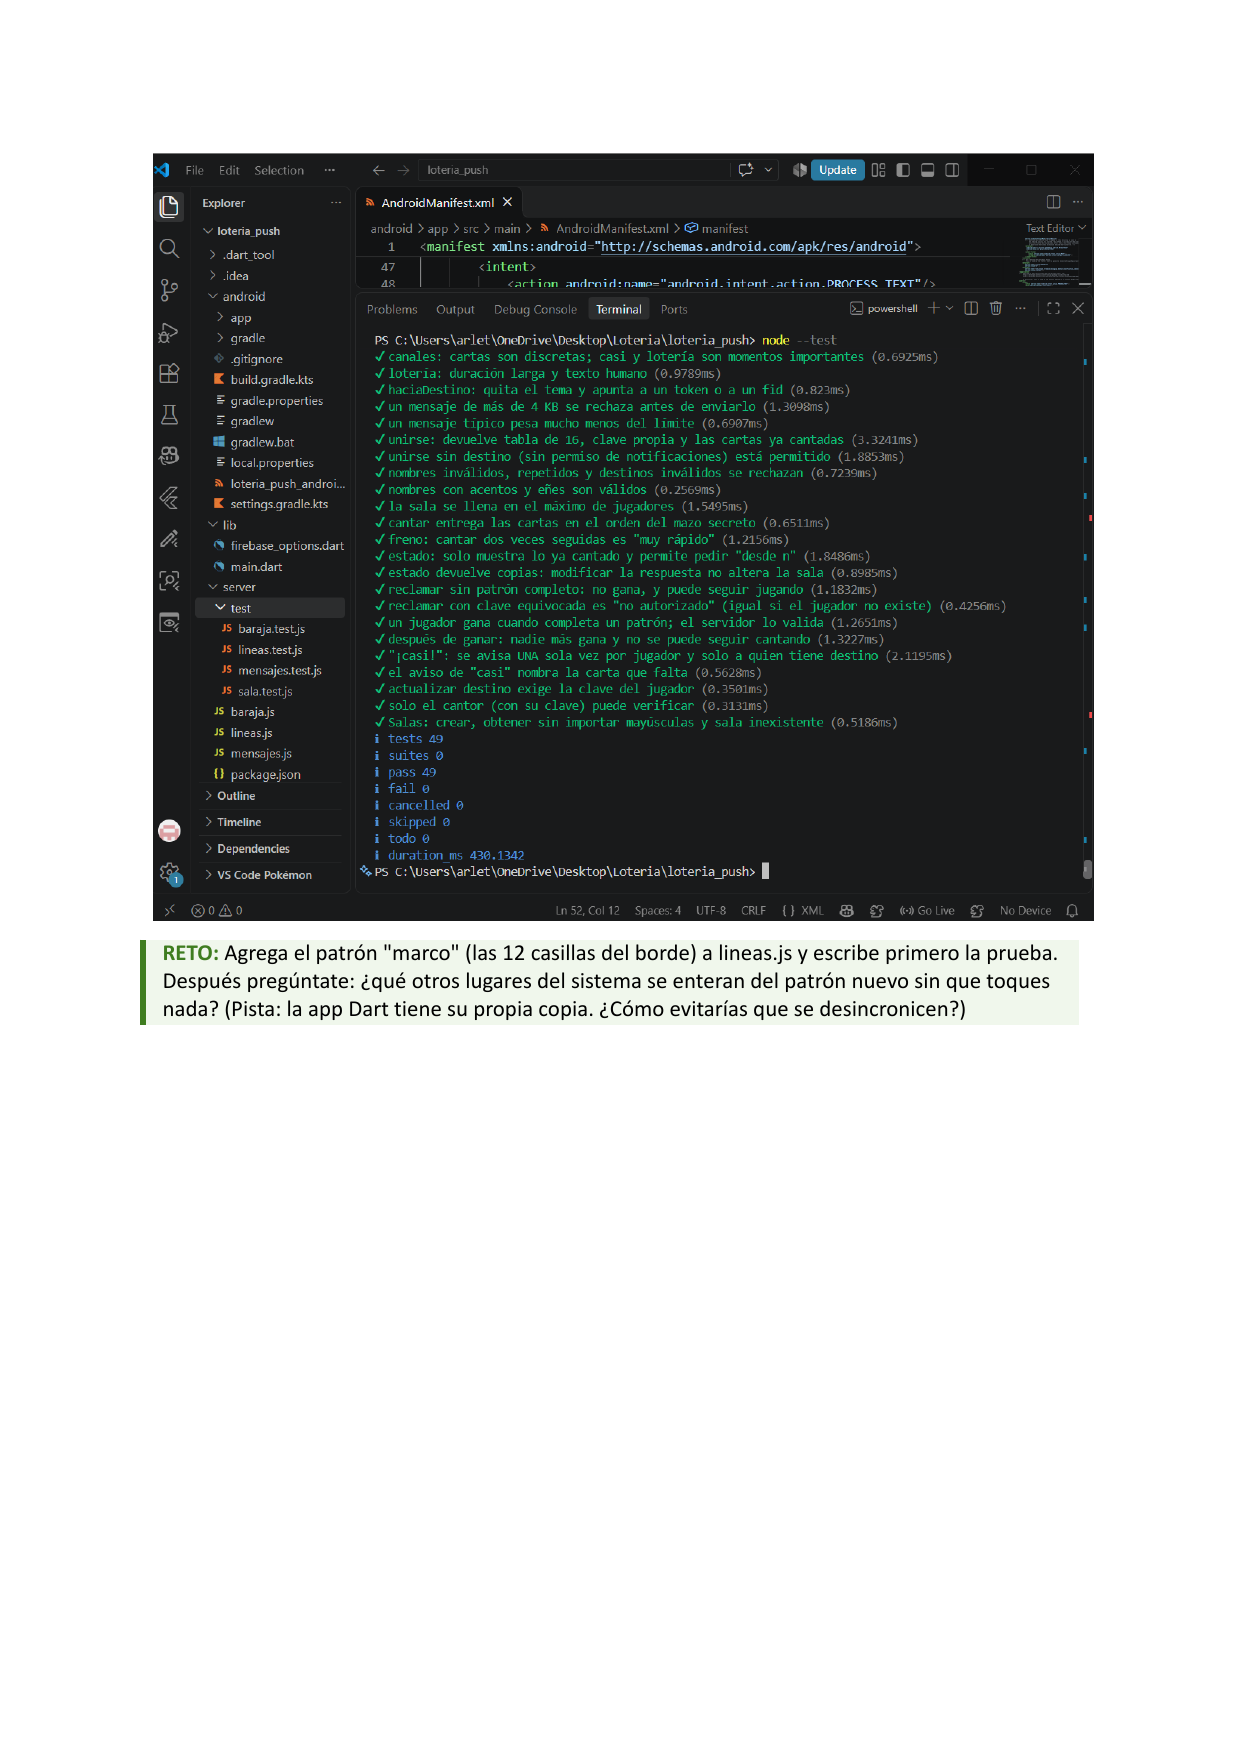 File Edit Selection ··· loteria_push Update
Explorer ···
loteria_push
.dart_tool
.idea
android
app
gradle
.gitignore
build.gradle.kts
gradle.properties
gradlew
gradlew.bat
local.properties
loteria_push_androi...
settings.gradle.kts
lib
firebase_options.dart
main.dart
server
test
JS baraja.test.js
JS lineas.test.js
JS mensajes.test.js
JS sala.test.js
JS baraja.js
JS lineas.js
JS mensajes.js
{} package.json
Outline
Timeline
Dependencies
VS Code Pokémon
1
AndroidManifest.xml
android > app > src > main > AndroidManifest.xml > manifest
Text Editor
1 <manifest xmlns:android="http://schemas.android.com/apk/res/android">
47 <intent>
48 <action android:name="android.intent.action.PROCESS_TEXT"/>
Problems Output Debug Console Terminal Ports powershell
PS C:\Users\arlet\OneDrive\Desktop\Loteria\loteria_push> node --test
✓ canales: cartas son discretas; casi y lotería son momentos importantes (0.6925ms)
✓ lotería: duración larga y texto humano (0.9789ms)
✓ haciaDestino: quita el tema y apunta a un token o a un fid (0.823ms)
✓ un mensaje de más de 4 KB se rechaza antes de enviarlo (1.3098ms)
✓ un mensaje típico pesa mucho menos del límite (0.6907ms)
✓ unirse: devuelve tabla de 16, clave propia y las cartas ya cantadas (3.3241ms)
✓ unirse sin destino (sin permiso de notificaciones) está permitido (1.8853ms)
✓ nombres inválidos, repetidos y destinos inválidos se rechazan (0.7239ms)
✓ nombres con acentos y eñes son válidos (0.2569ms)
✓ la sala se llena en el máximo de jugadores (1.5495ms)
✓ cantar entrega las cartas en el orden del mazo secreto (0.6511ms)
✓ freno: cantar dos veces seguidas es "muy rápido" (1.2156ms)
✓ estado: solo muestra lo ya cantado y permite pedir "desde n" (1.8486ms)
✓ estado devuelve copias: modificar la respuesta no altera la sala (0.8985ms)
✓ reclamar sin patrón completo: no gana, y puede seguir jugando (1.1832ms)
✓ reclamar con clave equivocada es "no autorizado" (igual si el jugador no existe) (0.4256ms)
✓ un jugador gana cuando completa un patrón; el servidor lo valida (1.2651ms)
✓ después de ganar: nadie más gana y no se puede seguir cantando (1.3227ms)
✓ "¡casi!": se avisa UNA sola vez por jugador y solo a quien tiene destino (2.1195ms)
✓ el aviso de "casi" nombra la carta que falta (0.5628ms)
✓ actualizar destino exige la clave del jugador (0.3501ms)
✓ solo el cantor (con su clave) puede verificar (0.3131ms)
✓ Salas: crear, obtener sin importar mayúsculas y sala inexistente (0.5186ms)
ℹ tests 49
ℹ suites 0
ℹ pass 49
ℹ fail 0
ℹ cancelled 0
ℹ skipped 0
ℹ todo 0
ℹ duration_ms 430.1342
PS C:\Users\arlet\OneDrive\Desktop\Loteria\loteria_push>
0 0 Ln 52, Col 12 Spaces: 4 UTF-8 CRLF {} XML Go Live No Device
RETO: Agrega el patrón "marco" (las 12 casillas del borde) a lineas.js y escribe primero la prueba.
Después pregúntate: ¿qué otros lugares del sistema se enteran del patrón nuevo sin que toques
nada? (Pista: la app Dart tiene su propia copia. ¿Cómo evitarías que se desincronicen?)